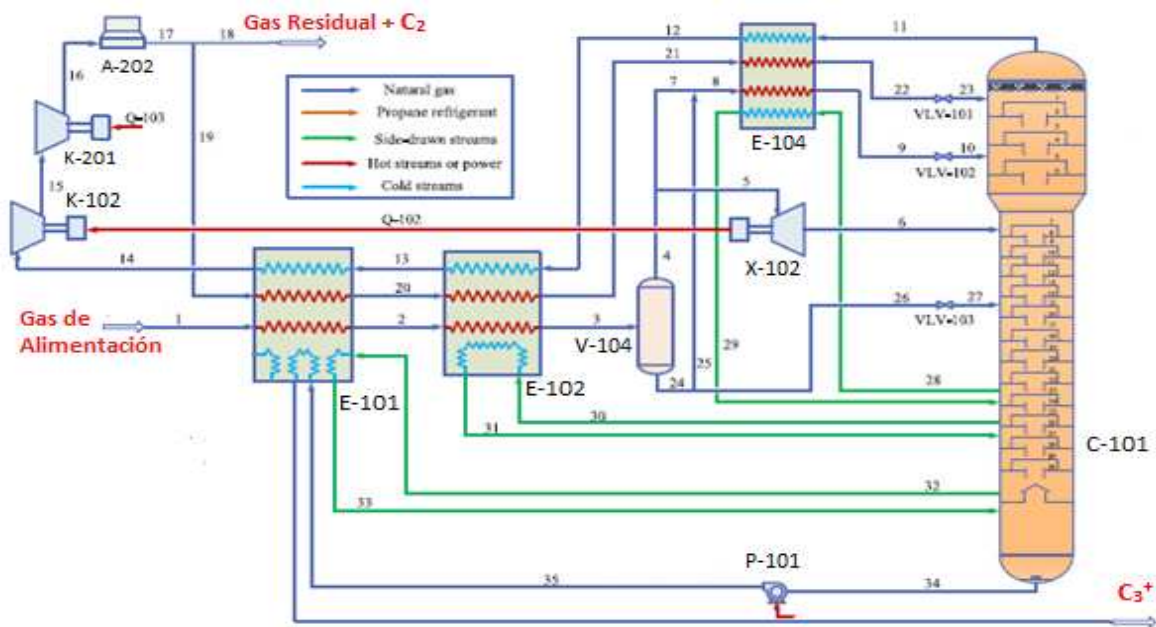 Gas Residual + C₂
17
18
A-202
16
Q-103
K-201
15
K-102
19
Natural gas
Propane refrigerant
Side-drawn streams
Hot streams or power
Cold streams
12
11
21
7
8
22
23
VLV-101
E-104
9
10
VLV-102
5
Q-102
6
X-102
14
13
4
20
Gas de
Alimentación
1
2
3
V-104
26
27
VLV-103
25
29
24
28
E-101
E-102
30
31
C-101
32
33
P-101
35
34
C₃⁺